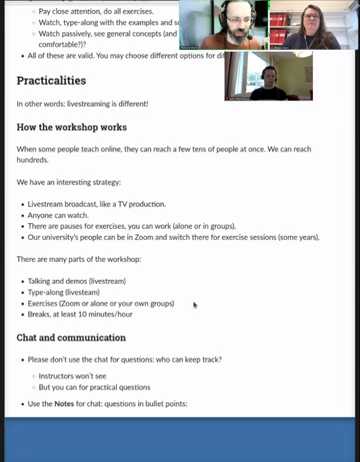 Pay close attention, do all exercises.
Watch, type-along with the examples and
Watch passively, see general concepts (and
comfortable?)?
All of these are valid. You may choose different options for
Practicalities
In other words: livestreaming is different!
How the workshop works
When some people teach online, they can reach a few tens of people at once. We can reach
hundreds.
We have an interesting strategy:
Livestream broadcast, like a TV production.
Anyone can watch.
There are pauses for exercises, you can work (alone or in groups).
Our university's people can be in Zoom and switch there for exercise sessions (some years).
There are many parts of the workshop:
Talking and demos (livestream)
Type-along (livesteam)
Exercises (Zoom or alone or your own groups)
Breaks, at least 10 minutes/hour
Chat and communication
Please don't use the chat for questions: who can keep track?
Instructors won't see
But you can for practical questions
Use the Notes for chat: questions in bullet points: